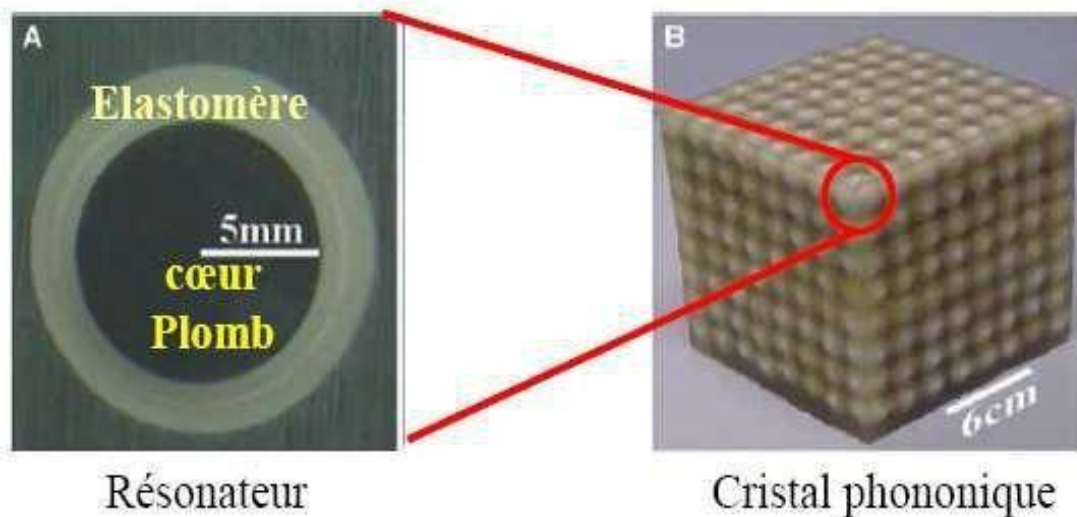 A
Elastomère
5mm
cœur
Plomb
Résonateur
B
6cm
Cristal phononique